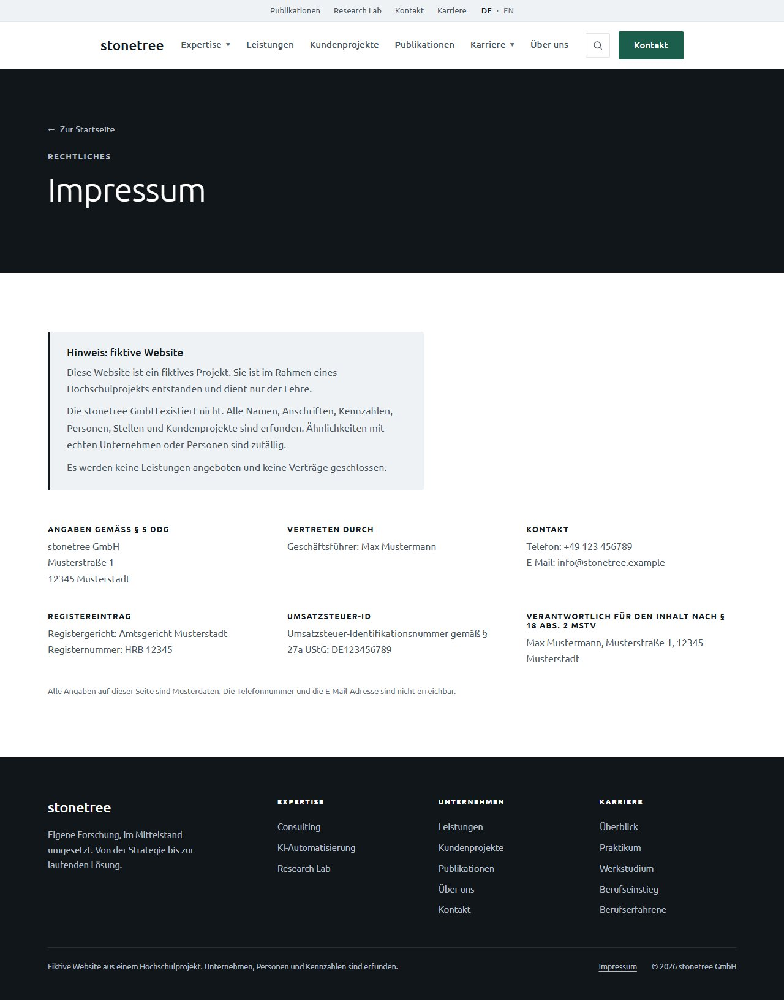 Publikationen Research Lab Kontakt Karriere DE · EN
stonetree Expertise ▼ Leistungen Kundenprojekte Publikationen Karriere ▼ Über uns Kontakt
← Zur Startseite
RECHTLICHES
Impressum
Hinweis: fiktive Website
Diese Website ist ein fiktives Projekt. Sie ist im Rahmen eines
Hochschulprojekts entstanden und dient nur der Lehre.
Die stonetree GmbH existiert nicht. Alle Namen, Anschriften, Kennzahlen,
Personen, Stellen und Kundenprojekte sind erfunden. Ähnlichkeiten mit
echten Unternehmen oder Personen sind zufällig.
Es werden keine Leistungen angeboten und keine Verträge geschlossen.
ANGABEN GEMÄSS § 5 DDG
stonetree GmbH
Musterstraße 1
12345 Musterstadt
VERTRETEN DURCH
Geschäftsführer: Max Mustermann
KONTAKT
Telefon: +49 123 456789
E-Mail: info@stonetree.example
REGISTEREINTRAG
Registergericht: Amtsgericht Musterstadt
Registernummer: HRB 12345
UMSATZSTEUER-ID
Umsatzsteuer-Identifikationsnummer gemäß §
27a UStG: DE123456789
VERANTWORTLICH FÜR DEN INHALT NACH §
18 ABS. 2 MSTV
Max Mustermann, Musterstraße 1, 12345
Musterstadt
Alle Angaben auf dieser Seite sind Musterdaten. Die Telefonnummer und die E-Mail-Adresse sind nicht erreichbar.
stonetree
Eigene Forschung, im Mittelstand
umgesetzt. Von der Strategie bis zur
laufenden Lösung.
EXPERTISE
Consulting
KI-Automatisierung
Research Lab
UNTERNEHMEN
Leistungen
Kundenprojekte
Publikationen
Über uns
Kontakt
KARRIERE
Überblick
Praktikum
Werkstudium
Berufseinstieg
Berufserfahrene
Fiktive Website aus einem Hochschulprojekt. Unternehmen, Personen und Kennzahlen sind erfunden.
Impressum © 2026 stonetree GmbH